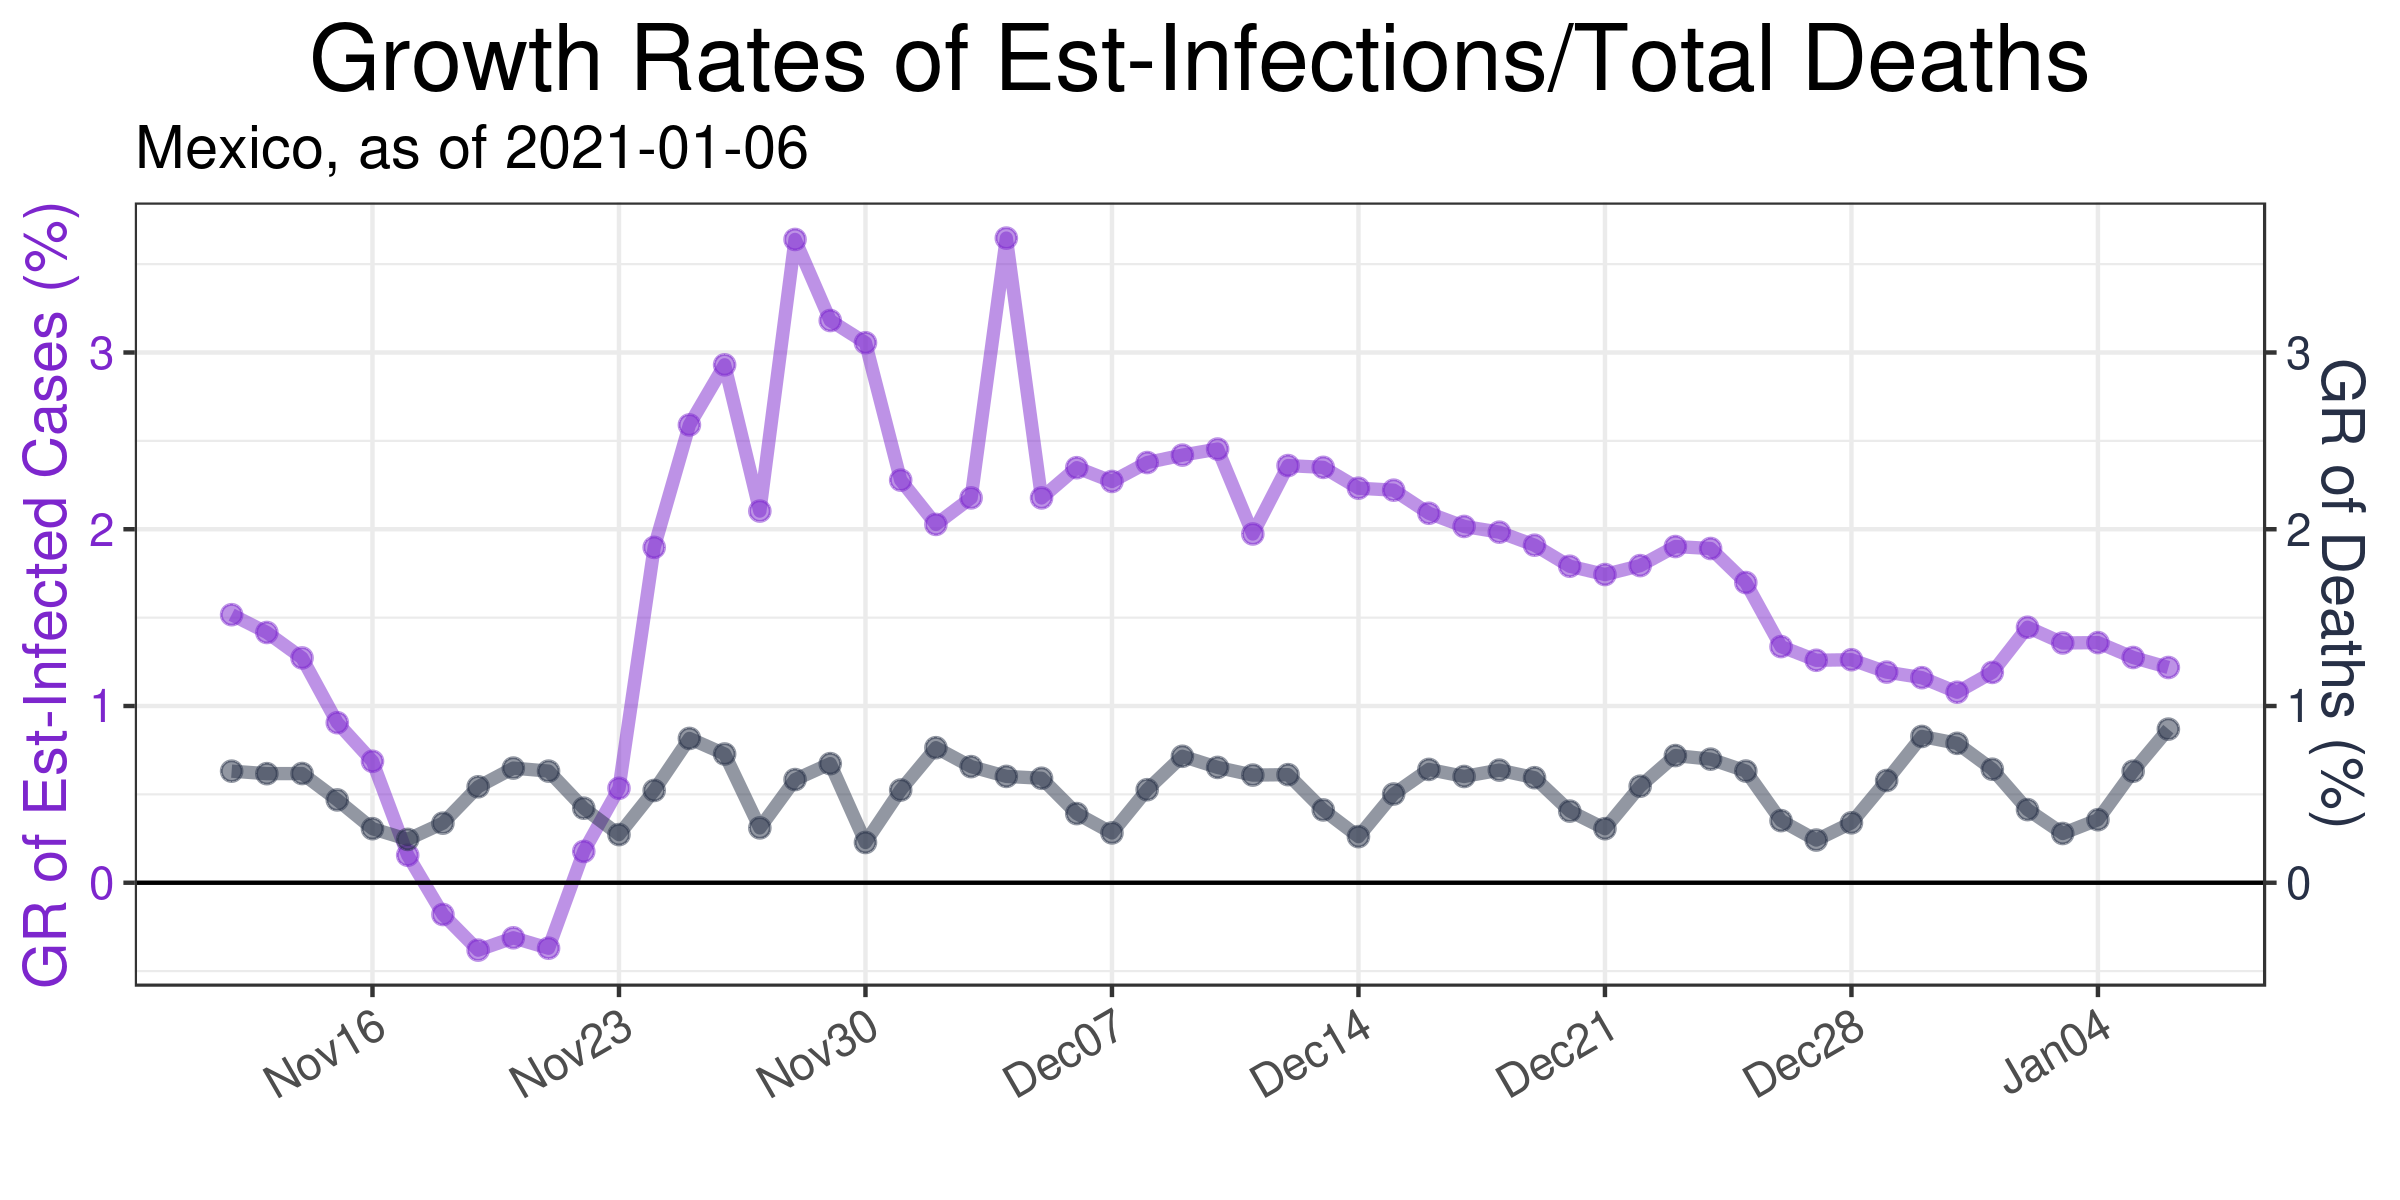 Growth Rates of Est-Infections/Total Deaths
Mexico, as of 2021-01-06
GR of Est-Infected Cases (%)
3
2
1
0
3
2
1
0
GR of Deaths (%)
Nov16
Nov23
Nov30
Dec07
Dec14
Dec21
Dec28
Jan04